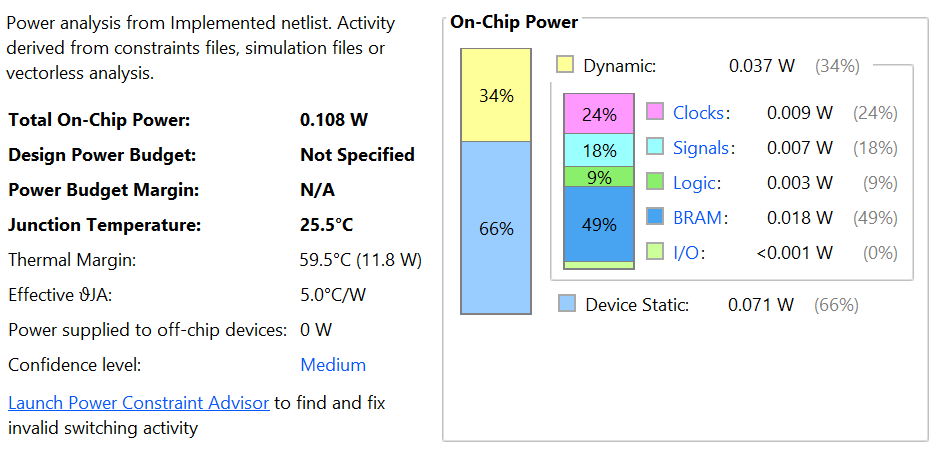 Power analysis from Implemented netlist. Activity
derived from constraints files, simulation files or
vectorless analysis.
Total On-Chip Power: 0.108 W
Design Power Budget: Not Specified
Power Budget Margin: N/A
Junction Temperature: 25.5°C
Thermal Margin: 59.5°C (11.8 W)
Effective ϑJA: 5.0°C/W
Power supplied to off-chip devices: 0 W
Confidence level: Medium
Launch Power Constraint Advisor to find and fix
invalid switching activity
On-Chip Power
34%
66%
Dynamic: 0.037 W (34%)
24%
18%
9%
49%
Clocks: 0.009 W (24%)
Signals: 0.007 W (18%)
Logic: 0.003 W (9%)
BRAM: 0.018 W (49%)
I/O: <0.001 W (0%)
Device Static: 0.071 W (66%)